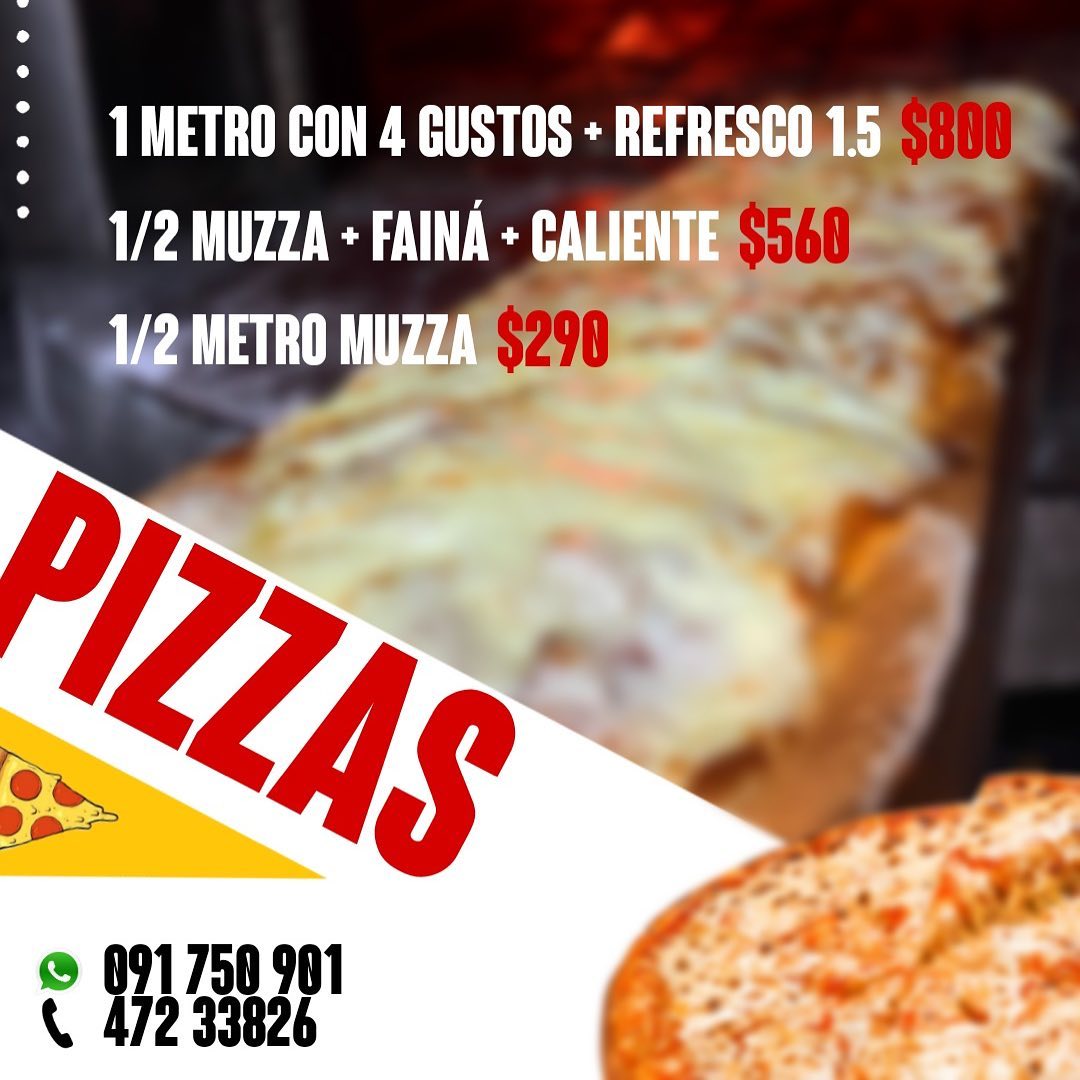 1 METRO CON 4 GUSTOS + REFRESCO 1.5 $800
1/2 MUZZA + FAINÁ + CALIENTE $560
1/2 METRO MUZZA $290
PIZZAS
091 750 901
472 33826